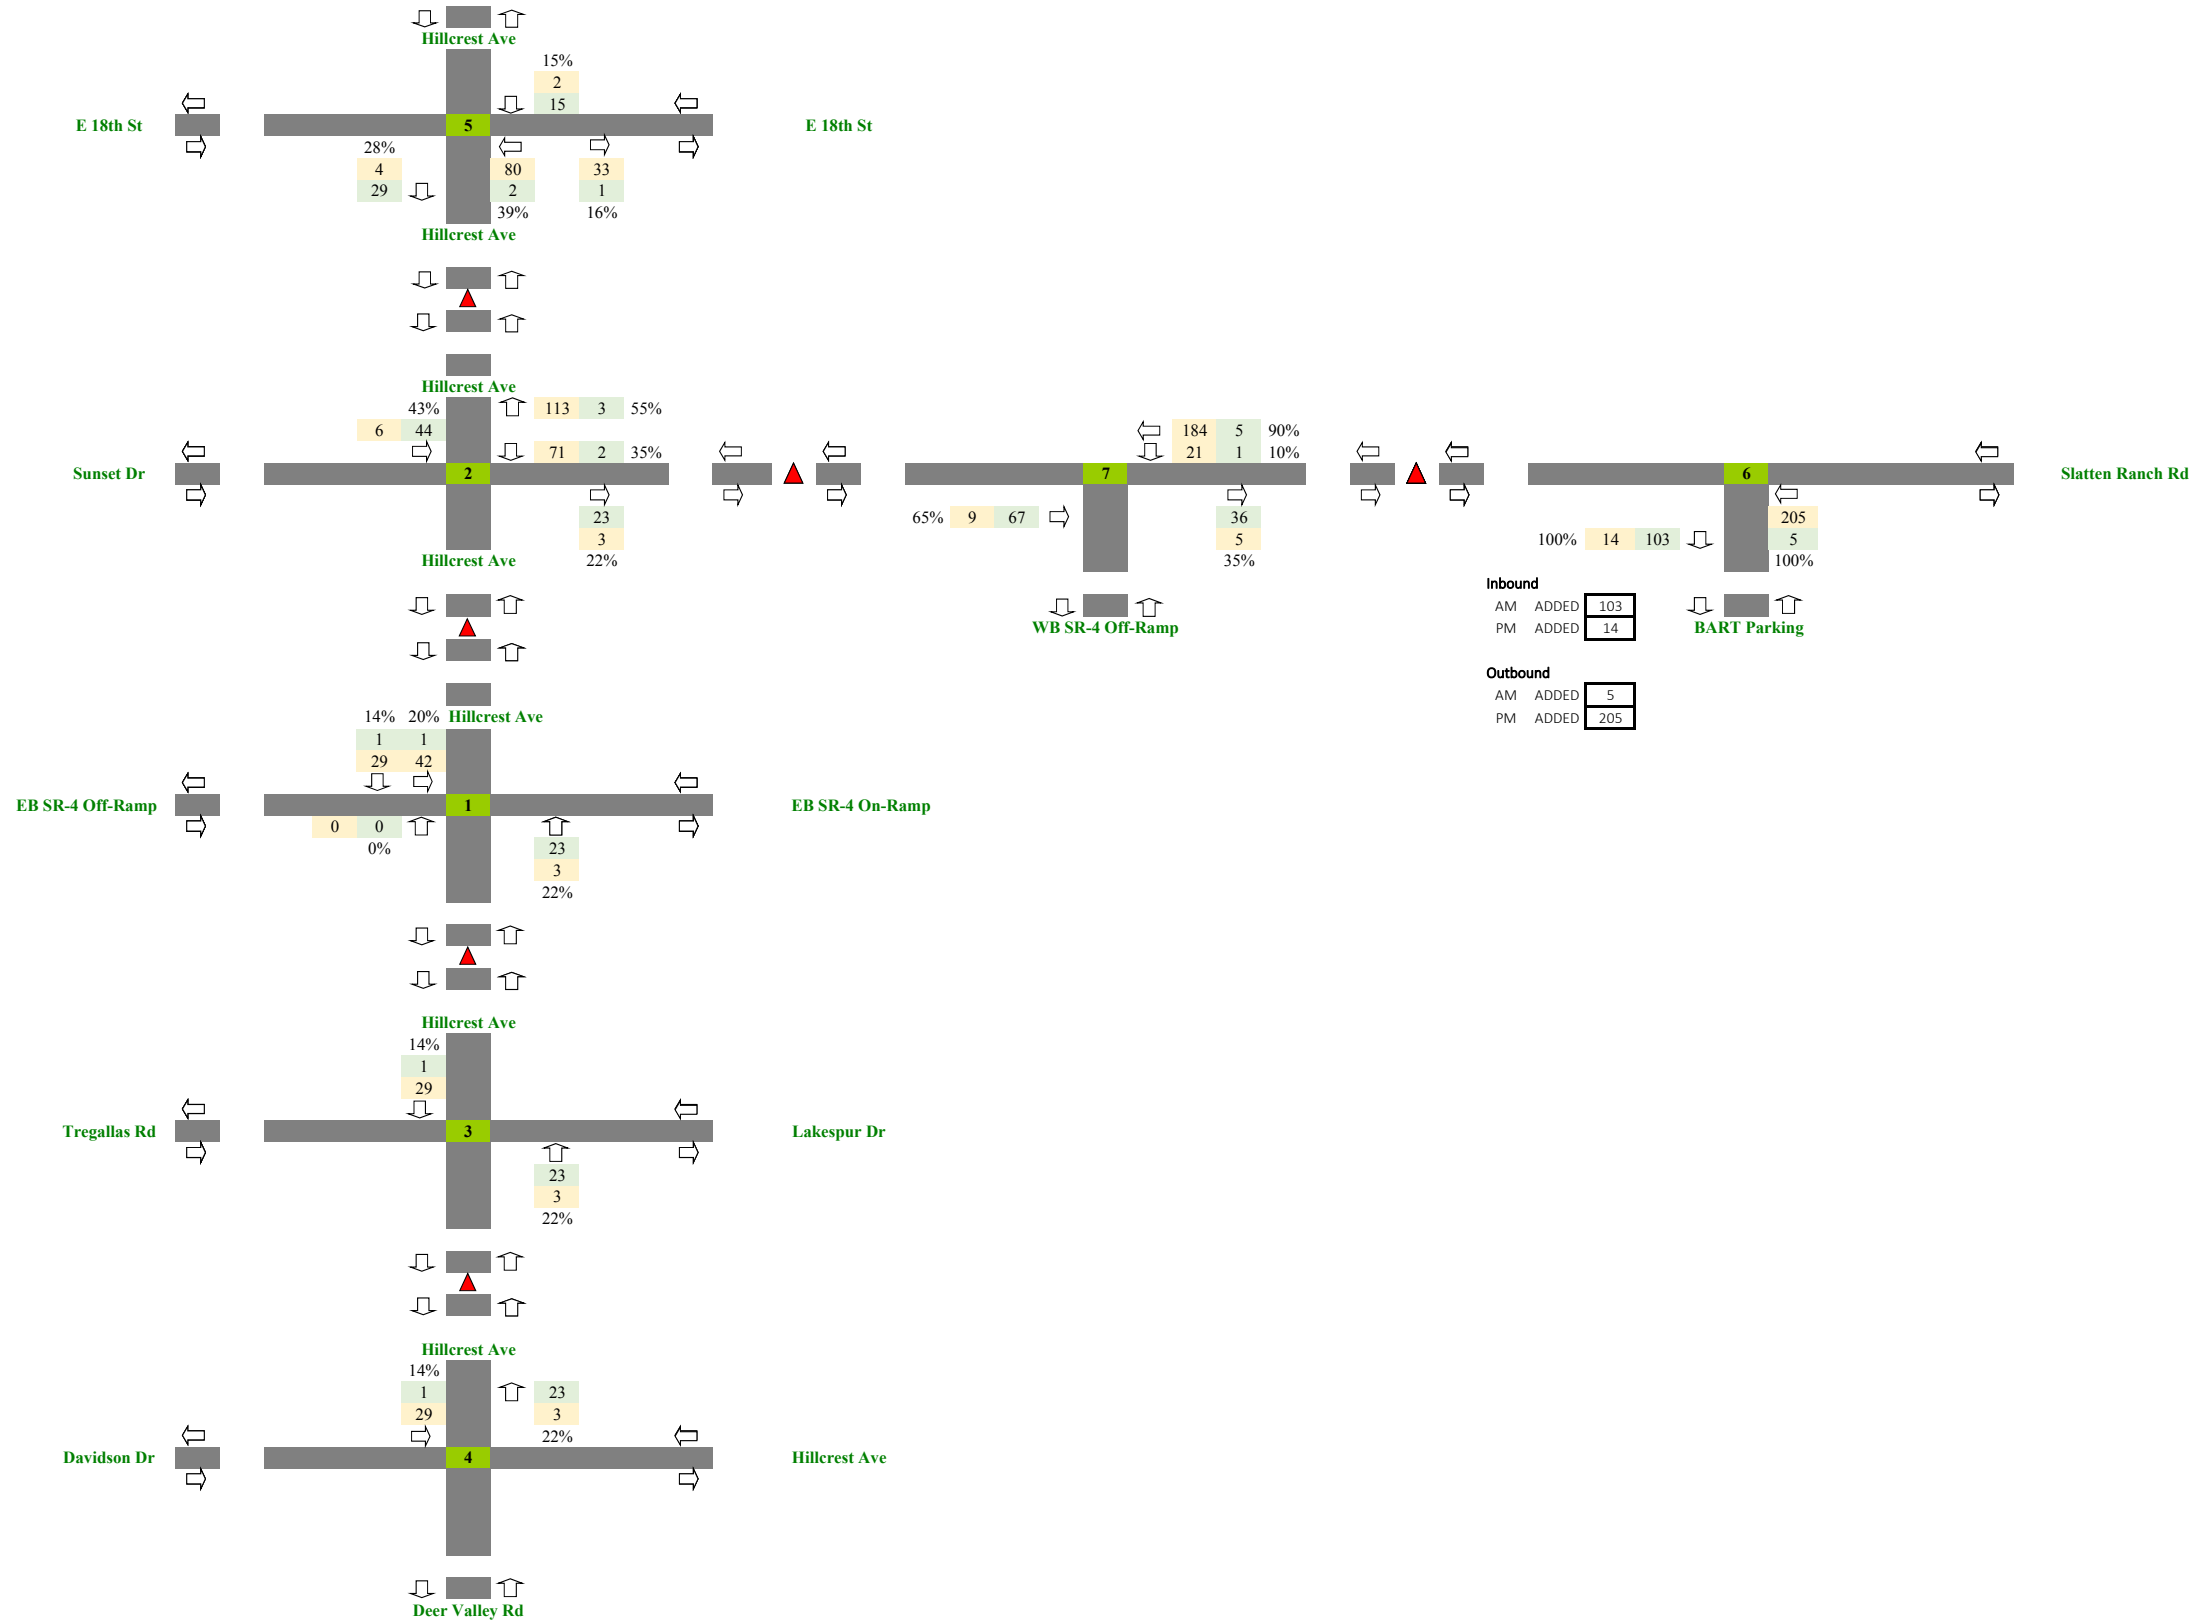 Hillcrest Ave
15%
2
15
E 18th St
5
E 18th St
28%
4
29
80
2
39%
33
1
16%
Hillcrest Ave
Hillcrest Ave
43%
6 44
113 3 55%
71 2 35%
Sunset Dr
2
23
3
22%
Hillcrest Ave
184 5 90%
21 1 10%
7
65% 9 67
36
5
35%
WB SR-4 Off-Ramp
6
Slatten Ranch Rd
100% 14 103
205
5
100%
BART Parking
Inbound
AM ADDED 103
PM ADDED 14
Outbound
AM ADDED 5
PM ADDED 205
14% 20% Hillcrest Ave
1 1
29 42
EB SR-4 Off-Ramp
1
EB SR-4 On-Ramp
0 0
0%
23
3
22%
Hillcrest Ave
14%
1
29
Tregallas Rd
3
Lakespur Dr
23
3
22%
Hillcrest Ave
14%
1
29
23
3
22%
Davidson Dr
4
Hillcrest Ave
Deer Valley Rd